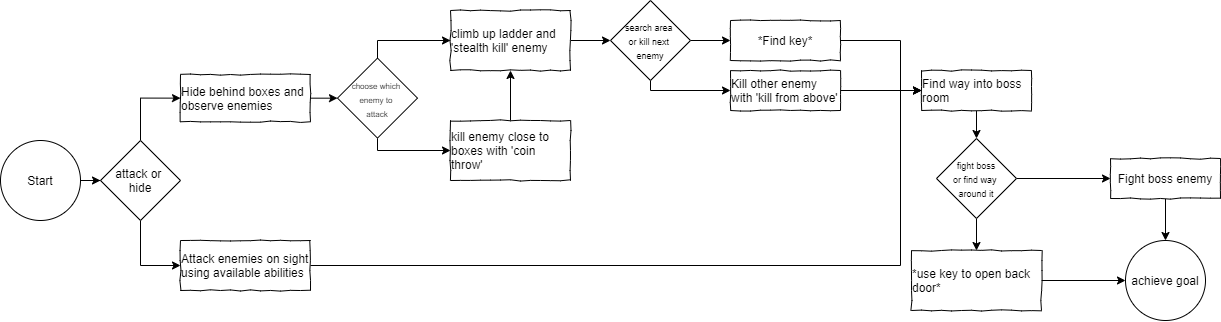 Start
attack or
hide
Hide behind boxes and
observe enemies
Attack enemies on sight
using available abilities
choose which
enemy to
attack
climb up ladder and
'stealth kill' enemy
kill enemy close to
boxes with 'coin
throw'
search area
or kill next
enemy
*Find key*
Kill other enemy
with 'kill from above'
Find way into boss
room
fight boss
or find way
around it
Fight boss enemy
*use key to open back
door*
achieve goal